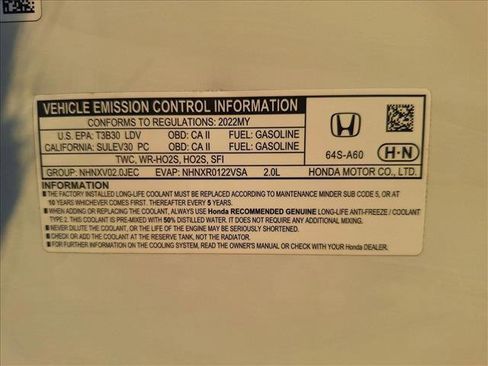 VEHICLE EMISSION CONTROL INFORMATION
CONFORMS TO REGULATIONS: 2022MY
U.S. EPA: T3B30 LDV OBD: CA II FUEL: GASOLINE
CALIFORNIA: SULEV30 PC OBD: CA II FUEL: GASOLINE
TWC, WR-HO2S, HO2S, SFI
64S-A60
H·N
GROUP: NHNXV02.0JEC EVAP: NHNXR0122VSA 2.0L HONDA MOTOR CO., LTD.
INFORMATION
THE FACTORY INSTALLED LONG-LIFE COOLANT MUST BE REPLACED ACCORDING TO MAINTENANCE MINDER SUB CODE 5, OR AT
10 YEARS WHICHEVER COMES FIRST. THEREAFTER EVERY 5 YEARS.
WHEN ADDING OR REPLACING THE COOLANT, ALWAYS USE Honda RECOMMENDED GENUINE LONG-LIFE ANTI-FREEZE / COOLANT
TYPE 2. THIS COOLANT IS PRE-MIXED WITH 50% DISTILLED WATER. IT DOES NOT REQUIRE ANY ADDITIONAL MIXING.
NEVER DILUTE THE COOLANT, OR THE LIFE OF THE ENGINE MAY BE SERIOUSLY SHORTENED.
CHECK OR ADD THE COOLANT AT THE RESERVE TANK, NOT THE RADIATOR.
FOR FURTHER INFORMATION ON THE COOLING SYSTEM, READ THE OWNER'S MANUAL OR CHECK WITH YOUR Honda DEALER.